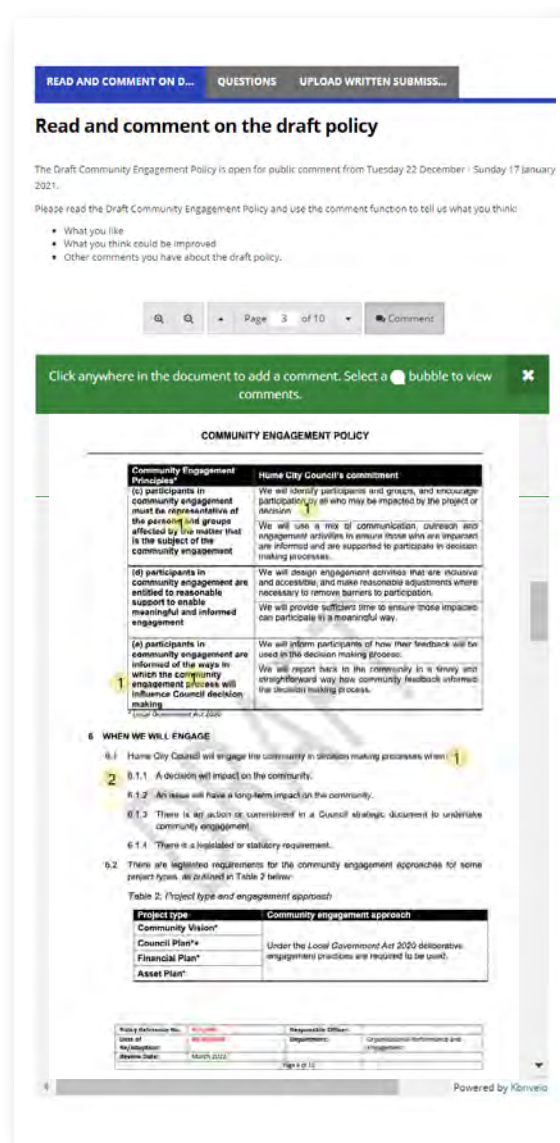 READ AND COMMENT ON D... QUESTIONS UPLOAD WRITTEN SUBMISS...
Read and comment on the draft policy
The Draft Community Engagement Policy is open for public comment from Tuesday 22 December - Sunday 17 January
2021.
Please read the Draft Community Engagement Policy and use the comment function to tell us what you think:
• What you like
• What you think could be improved
• Other comments you have about the draft policy.
Page 3 of 10 Comment
Click anywhere in the document to add a comment. Select a bubble to view
comments.
COMMUNITY ENGAGEMENT POLICY
Community Engagement
Principles*
Hume City Council's commitment
(c) participants in
community engagement
must be representative of
the persons and groups
affected by the matter that
is the subject of the
community engagement
1
We will identify participants and groups, and encourage
participation by all who may be impacted by the project or
decision.
1
We will use a mix of communication, outreach and
engagement activities to ensure those who are impacted
are informed and are supported to participate in decision
making processes.
(d) participants in
community engagement are
entitled to reasonable
support to enable
meaningful and informed
engagement
We will design engagement activities that are inclusive
and accessible, and make reasonable adjustments where
necessary to remove barriers to participation.
We will provide sufficient time to ensure those impacted
can participate in a meaningful way.
(e) participants in
community engagement are
informed of the ways in
which the community
engagement process will
influence Council decision
making
1
We will inform participants of how their feedback will be
used in the decision making process.
We will report back to the community in a timely and
straightforward way how community feedback informed
the decision making process.
* Local Government Act 2020
DRAFT
6 WHEN WE WILL ENGAGE
6.1 Hume City Council will engage the community in decision making processes when: 1
2 6.1.1 A decision will impact on the community.
6.1.2 An issue will have a long-term impact on the community.
6.1.3 There is an action or commitment in a Council strategic document to undertake
community engagement.
6.1.4 There is a legislated or statutory requirement.
6.2 There are legislated requirements for the community engagement approaches for some
project types, as outlined in Table 2 below:
Table 2: Project type and engagement approach
Project type Community engagement approach
Community Vision*
Council Plan*+
Financial Plan*
Asset Plan*
Under the Local Government Act 2020 deliberative
engagement practices are required to be used.
Policy Reference No. Responsible Officer:
Date of
Re/Adoption:
Department: Organisational Performance and
Engagement
Review Date: March 2022
Powered by Konveio